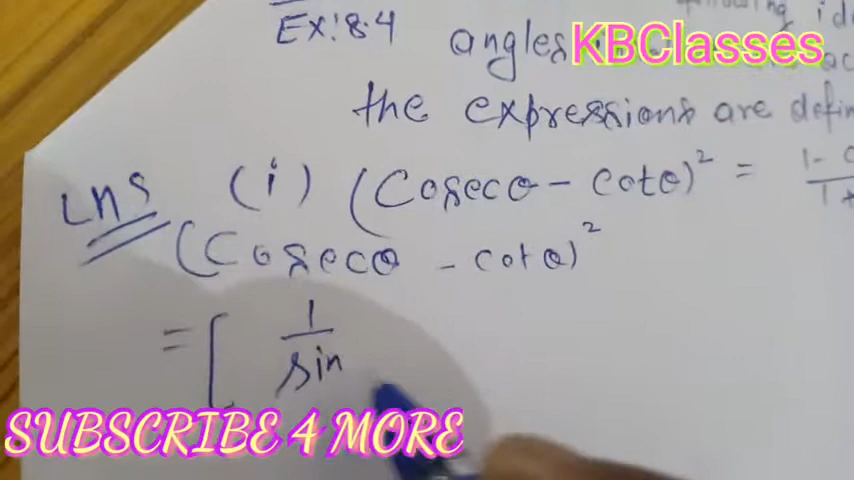 Ex:8.4
angles KBClasses
the expressions are
LHS (i) (Cosecθ - cotθ)² =
(Cosecθ - cotθ)²
= [ 1
sin
SUBSCRIBE 4 MORE